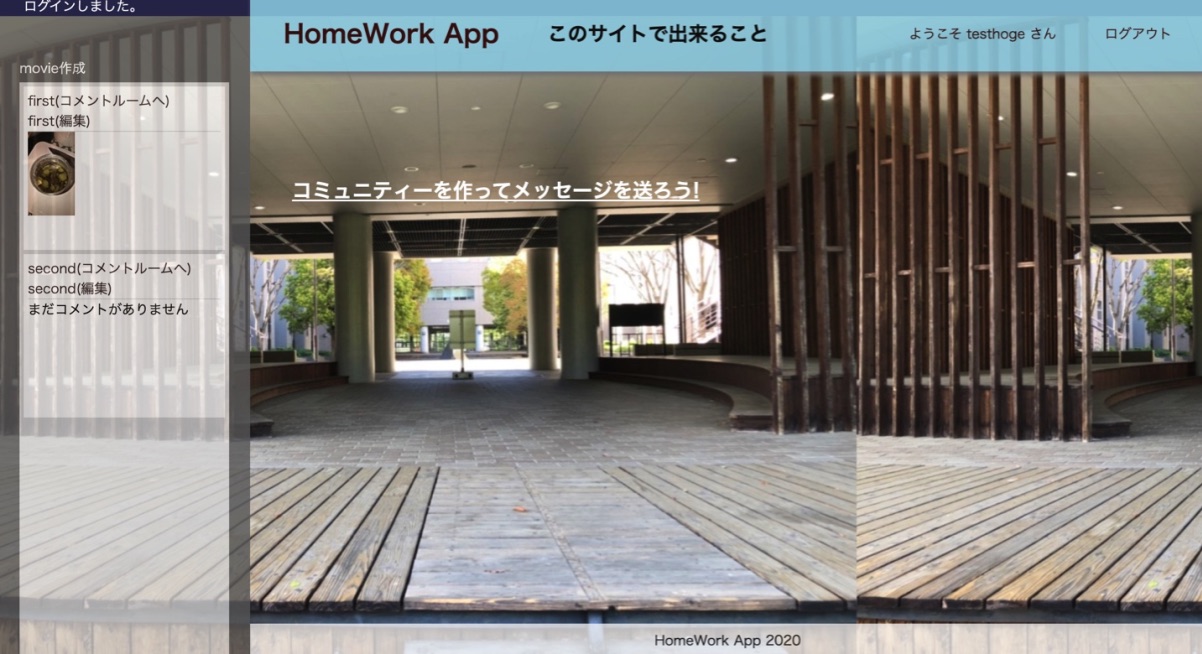 ログインしました。
HomeWork App
このサイトで出来ること
ようこそ testhoge さん
ログアウト
movie作成
first(コメントルームへ)
first(編集)
second(コメントルームへ)
second(編集)
まだコメントがありません
コミュニティーを作ってメッセージを送ろう!
HomeWork App 2020